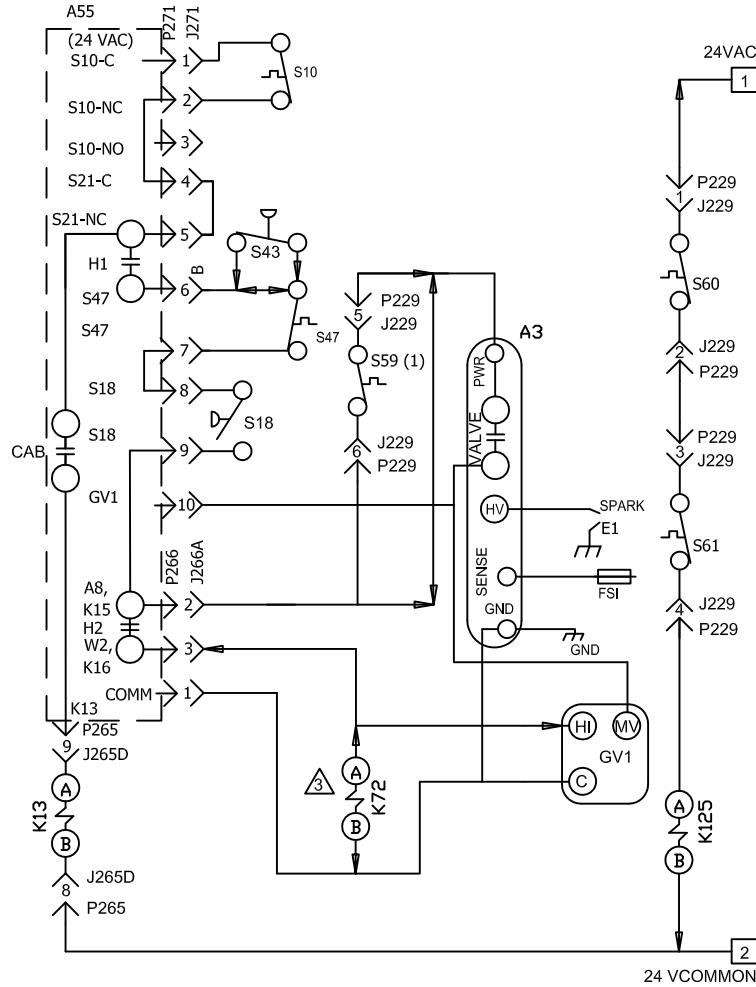 A55
(24 VAC)
P271
J271
S10-C
1
S10
S10-NC
2
S10-NO
3
S21-C
4
S21-NC
5
H1
S47
6
B
S43
S47
7
S47
S18
8
S18
S18
9
CAB
GV1
10
P266
J266A
A8,
K15
2
H2
W2,
K16
3
COMM
1
K13
P265
9
J265D
K13
A
B
J265D
8
P265
5
P229
J229
S59 (1)
J229
6
P229
3
A
B
K72
A3
PWR
VALVE
HV
SPARK
E1
SENSE
FSI
GND
GND
HI
MV
GV1
C
24VAC
1
P229
1
J229
S60
J229
2
P229
P229
3
J229
S61
J229
4
P229
A
B
K125
2
24 VCOMMON